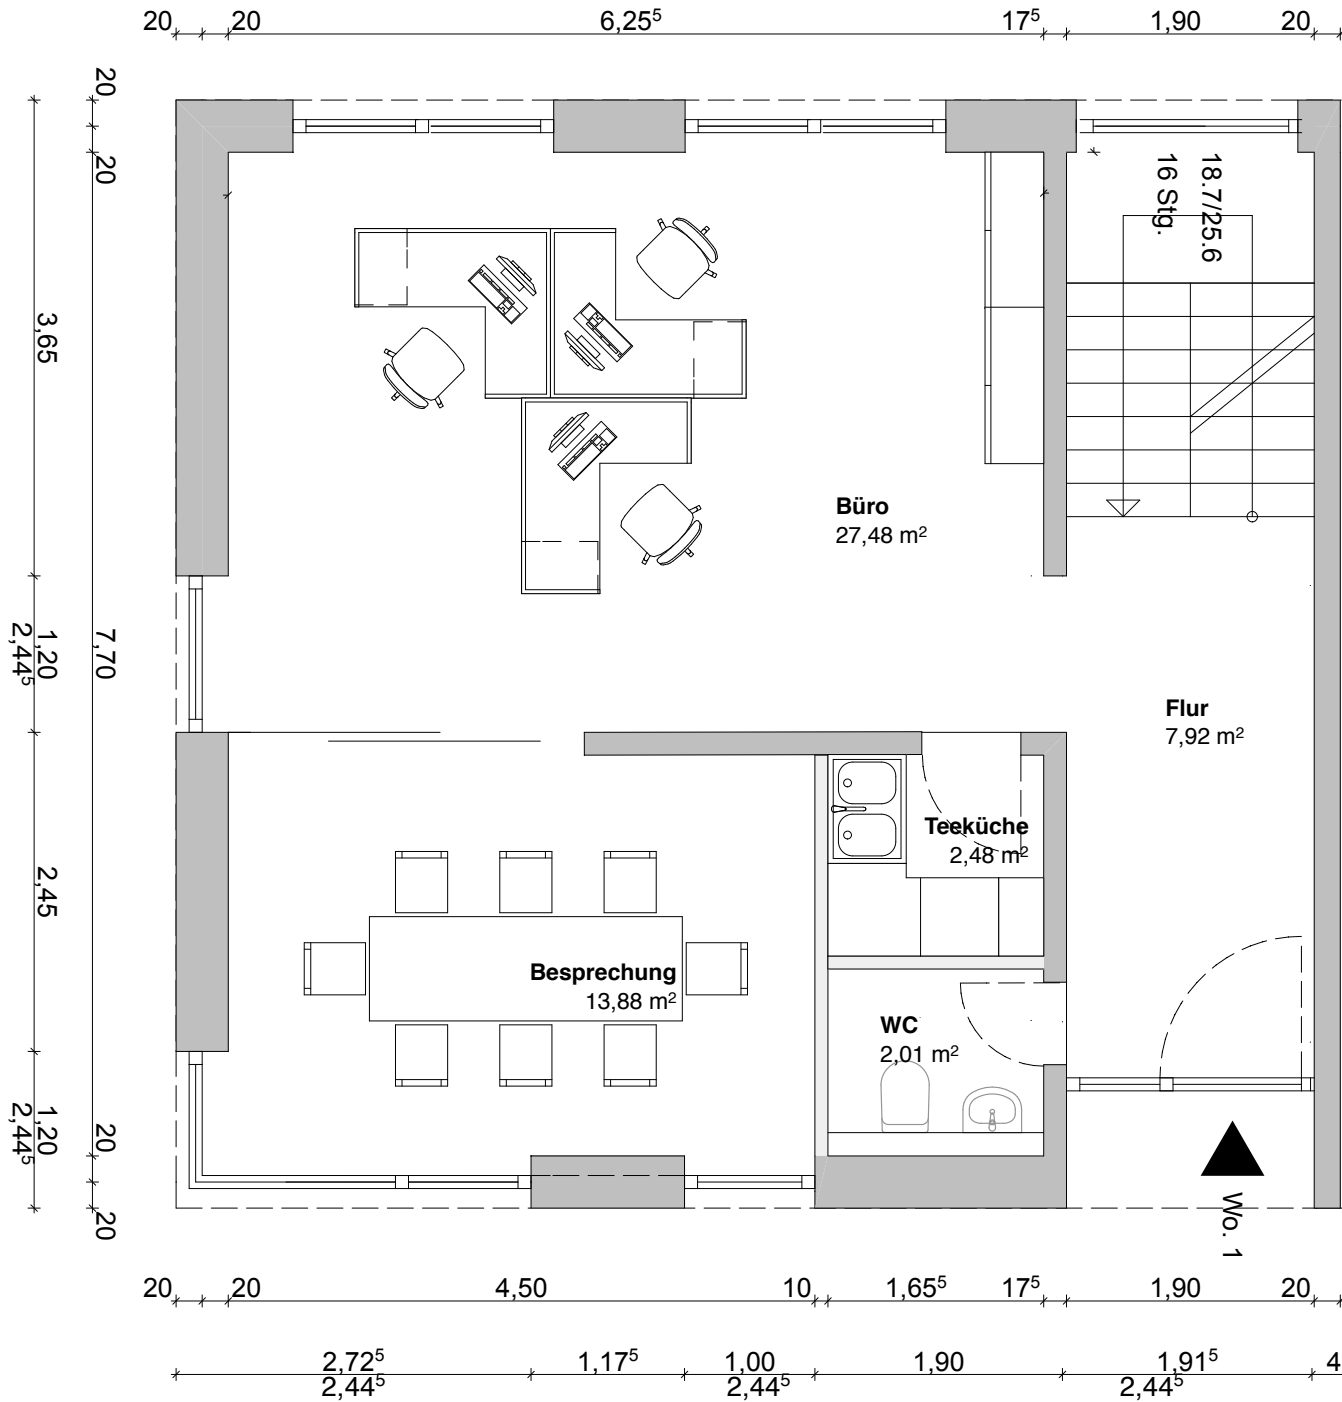 20 20 6,25⁵ 17⁵ 1,90 20
20
20
3,65
1,20
2,44⁵
7,70
2,45
1,20
2,44⁵
20
20
16 Stg.
18.7/25.6
Büro
27,48 m²
Flur
7,92 m²
Teeküche
2,48 m²
Besprechung
13,88 m²
WC
2,01 m²
Wo. 1
20 20 4,50 10 1,65⁵ 17⁵ 1,90 20
2,72⁵ 1,17⁵ 1,00 1,90 1,91⁵ 4
2,44⁵ 2,44⁵ 2,44⁵